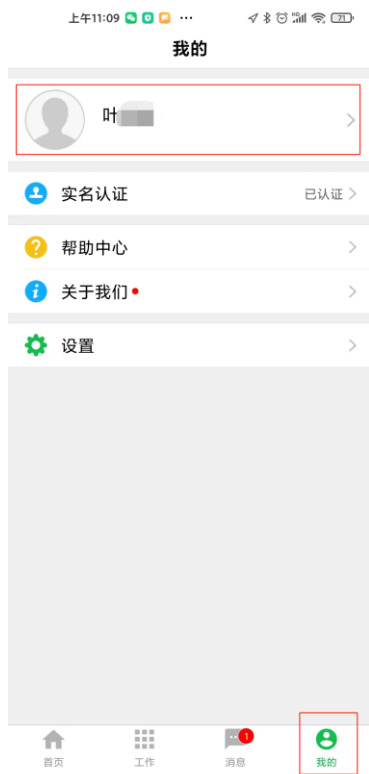 上午11:09 ··· 71
我的
叶
实名认证 已认证
帮助中心
关于我们
设置
1
首页 工作 消息 我的